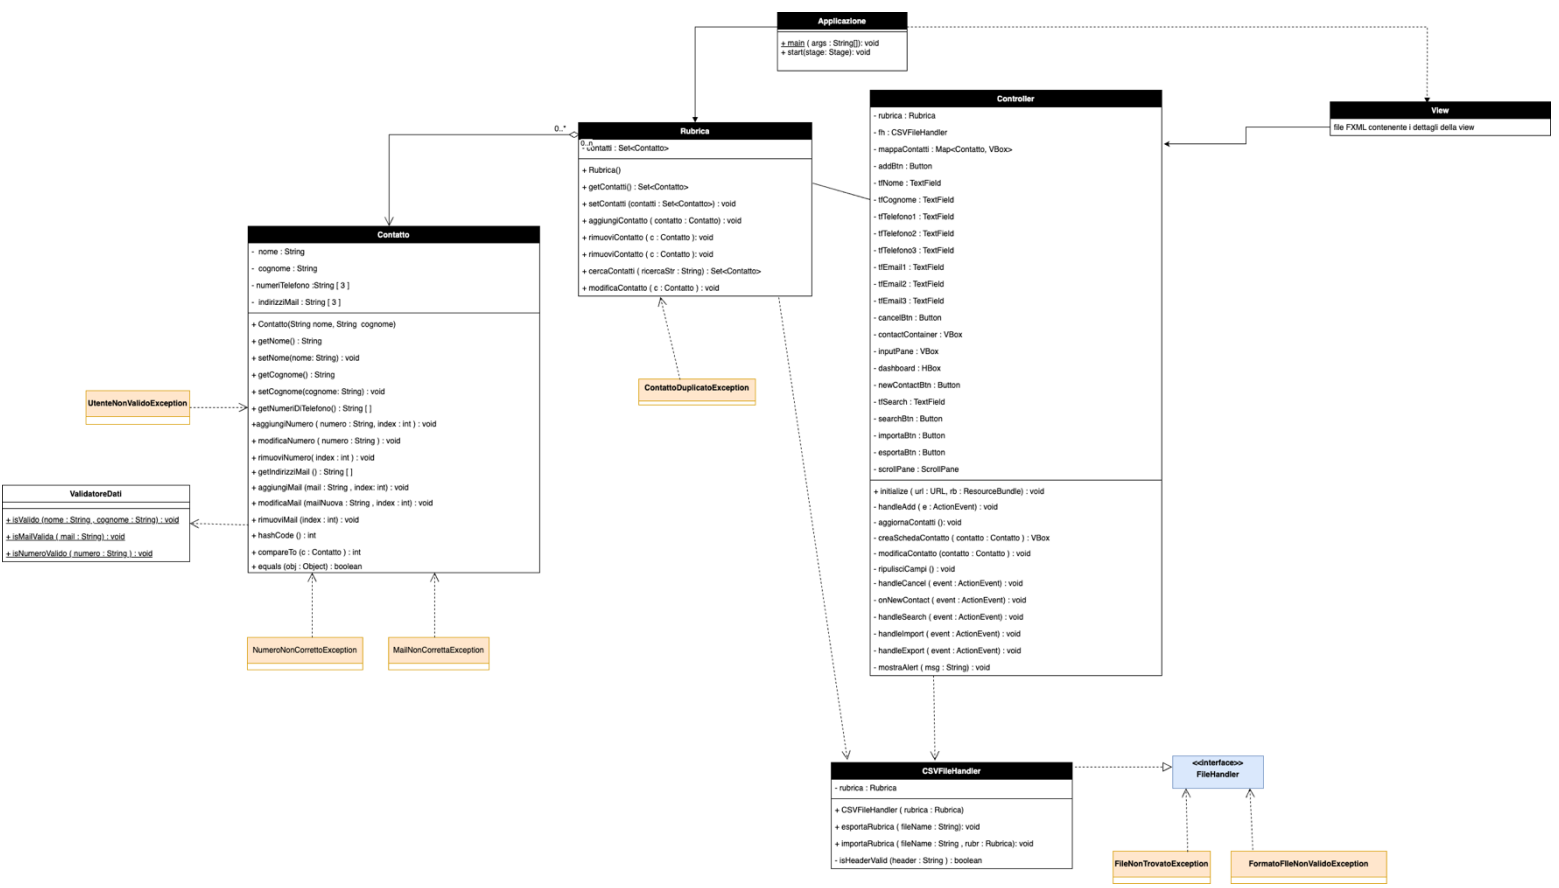 Applicazione
+ main ( args : String[]): void
+ start(stage: Stage): void
Controller
- rubrica : Rubrica
- fh : CSVFileHandler
- mappaContatti : Map<Contatto, VBox>
- addBtn : Button
- tfNome : TextField
- tfCognome : TextField
- tfTelefono1 : TextField
- tfTelefono2 : TextField
- tfTelefono3 : TextField
- tfEmail1 : TextField
- tfEmail2 : TextField
- tfEmail3 : TextField
- cancelBtn : Button
- contactContainer : VBox
- inputPane : VBox
- dashboard : HBox
- newContactBtn : Button
- tfSearch : TextField
- searchBtn : Button
- importaBtn : Button
- esportaBtn : Button
- scrollPane : ScrollPane
+ initialize ( url : URL, rb : ResourceBundle) : void
- handleAdd ( e : ActionEvent) : void
- aggiornaContatti (): void
- creaSchedaContatto ( contatto : Contatto ) : VBox
- modificaContatto (contatto : Contatto ) : void
- ripulisciCampi () : void
- handleCancel ( event : ActionEvent) : void
- onNewContact ( event : ActionEvent) : void
- handleSearch ( event : ActionEvent) : void
- handleImport ( event : ActionEvent) : void
- handleExport ( event : ActionEvent) : void
- mostraAlert ( msg : String) : void
View
file FXML contenente i dettagli della view
0..*
0..n
Rubrica
- contatti : Set<Contatto>
+ Rubrica()
+ getContatti() : Set<Contatto>
+ setContatti (contatti : Set<Contatto>) : void
+ aggiungiContatto ( contatto : Contatto) : void
+ rimuoviContatto ( c : Contatto ): void
+ rimuoviContatto ( c : Contatto ): void
+ cercaContatti ( ricercaStr : String) : Set<Contatto>
+ modificaContatto ( c : Contatto ) : void
Contatto
- nome : String
- cognome : String
- numeriTelefono :String [ 3 ]
- indirizziMail : String [ 3 ]
+ Contatto(String nome, String cognome)
+ getNome() : String
+ setNome(nome: String) : void
+ getCognome() : String
+ setCognome(cognome: String) : void
+ getNumeriDiTelefono() : String [ ]
+aggiungiNumero ( numero : String, index : int ) : void
+ modificaNumero ( numero : String ) : void
+ rimuoviNumero( index : int ) : void
+ getIndirizziMail () : String [ ]
+ aggiungiMail (mail : String , index: int) : void
+ modificaMail (mailNuova : String , index : int) : void
+ rimuoviMail (index : int) : void
+ hashCode () : int
+ compareTo (c : Contatto ) : int
+ equals (obj : Object) : boolean
ContattoDuplicatoException
UtenteNonValidoException
ValidatoreDati
+ isValido (nome : String , cognome : String) : void
+ isMailValida ( mail : String) : void
+ isNumeroValido ( numero : String ) : void
NumeroNonCorrettoException
MailNonCorrettaException
CSVFileHandler
- rubrica : Rubrica
+ CSVFileHandler ( rubrica : Rubrica)
+ esportaRubrica ( fileName : String): void
+ importaRubrica ( fileName : String , rubr : Rubrica): void
- isHeaderValid (header : String ) : boolean
<<interface>>
FileHandler
FileNonTrovatoException
FormatoFIleNonValidoException